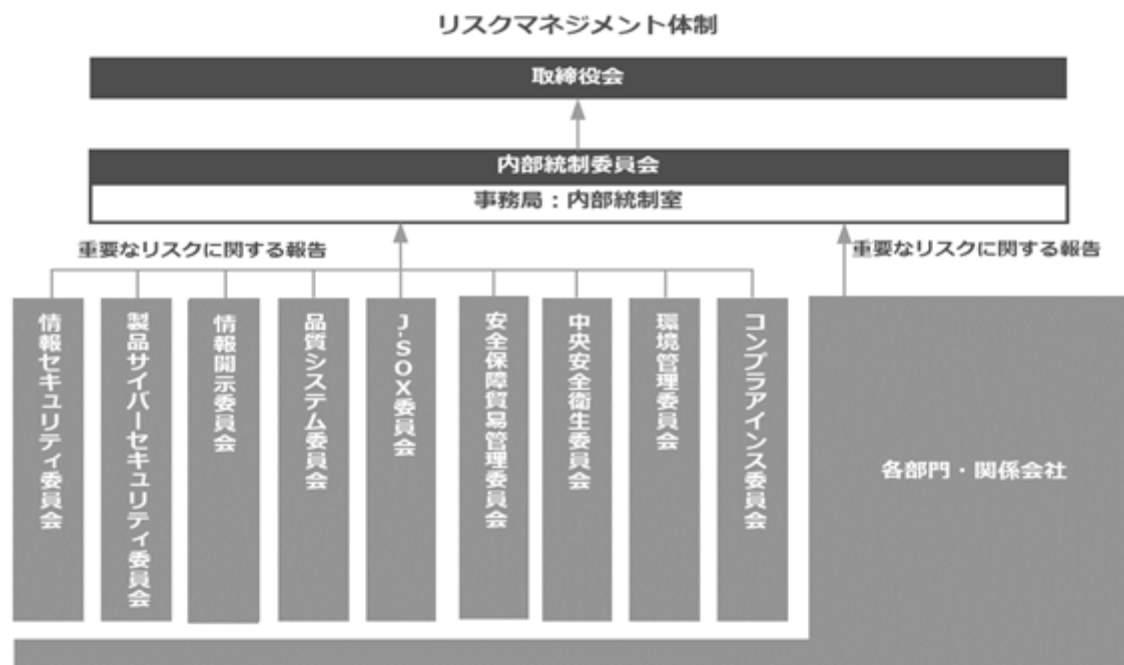 リスクマネジメント体制
取締役会
内部統制委員会
事務局：内部統制室
重要なリスクに関する報告
重要なリスクに関する報告
情報セキュリティ委員会
製品サイバーセキュリティ委員会
情報開示委員会
品質システム委員会
J-SOX委員会
安全保障貿易管理委員会
中央安全衛生委員会
環境管理委員会
コンプライアンス委員会
各部門・関係会社